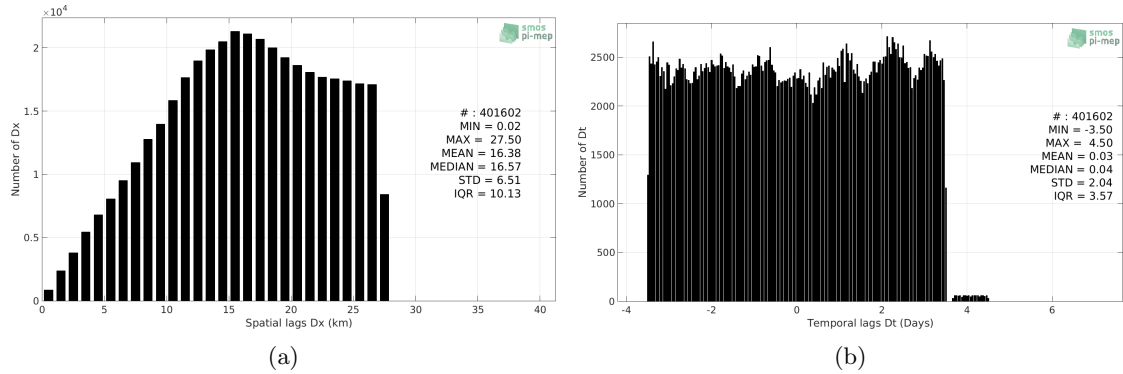 ×10⁴
2
1.5
1
0.5
0
Number of Dx
0 5 10 15 20 25 30 35 40
Spatial lags Dx (km)
smos
pi-mep
# : 401602
MIN = 0.02
MAX = 27.50
MEAN = 16.38
MEDIAN = 16.57
STD = 6.51
IQR = 10.13
(a)
2500
2000
1500
1000
500
0
Number of Dt
-4 -2 0 2 4 6
Temporal lags Dt (Days)
smos
pi-mep
# : 401602
MIN = -3.50
MAX = 4.50
MEAN = 0.03
MEDIAN = 0.04
STD = 2.04
IQR = 3.57
(b)